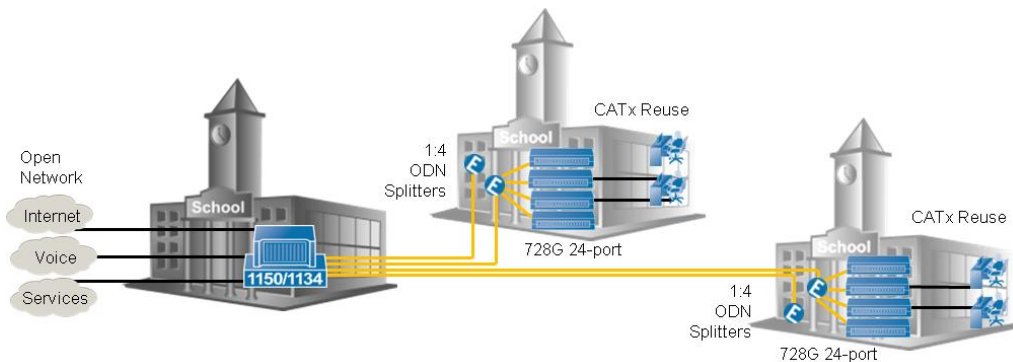 Open
Network
Internet
Voice
Services
School
1150/1134
1:4
ODN
Splitters
School
E
E
CATx Reuse
728G 24-port
1:4
ODN
Splitters
School
E
E
CATx Reuse
728G 24-port